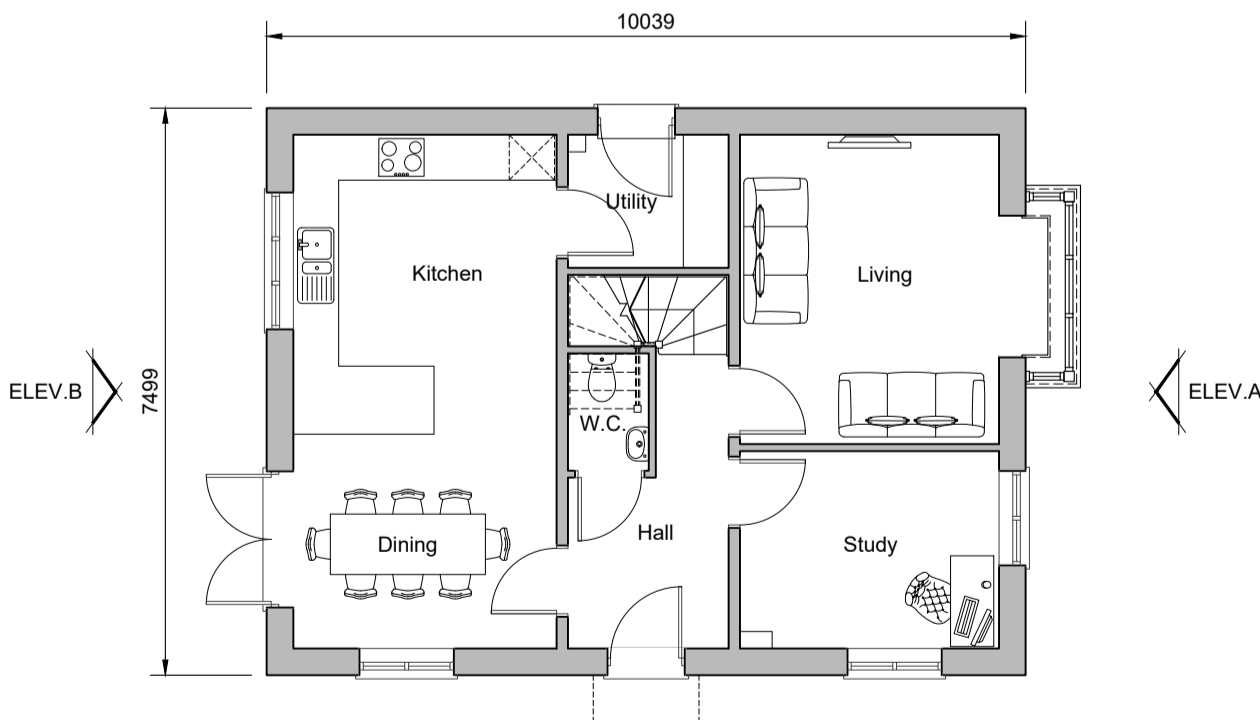 10039
7499
Utility
Kitchen
Living
ELEV.B
ELEV.A
W.C.
Hall
Dining
Study